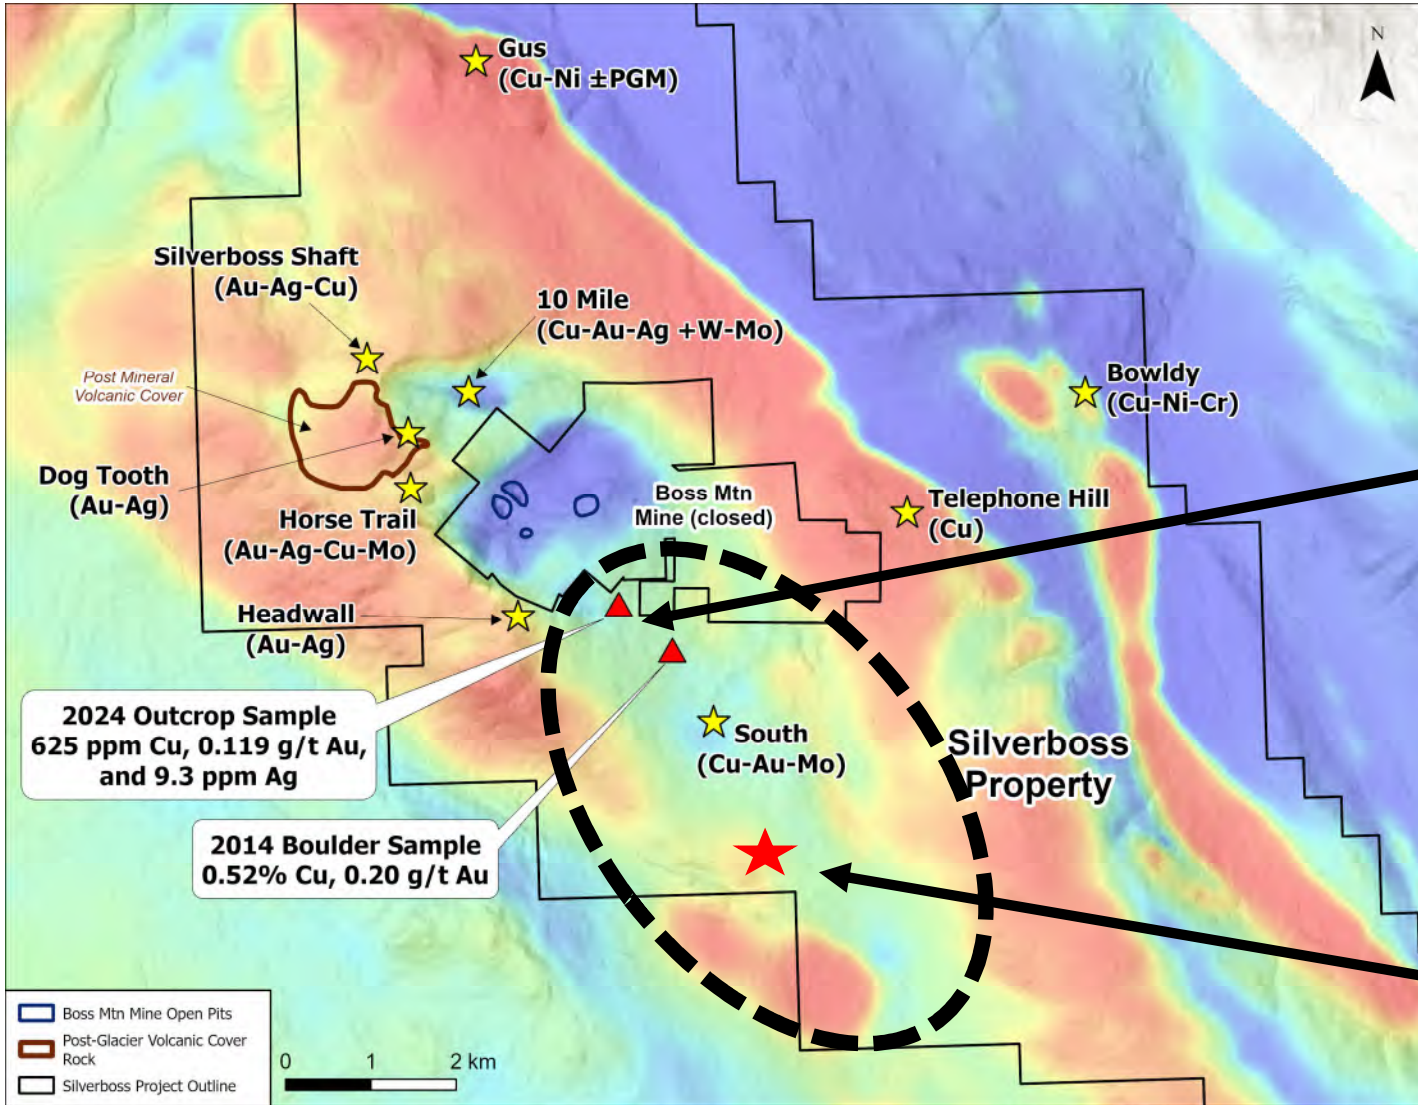 Gus
(Cu-Ni ±PGM)
N
Silverboss Shaft
(Au-Ag-Cu)
10 Mile
(Cu-Au-Ag +W-Mo)
Post Mineral
Volcanic Cover
Bowldy
(Cu-Ni-Cr)
Dog Tooth
(Au-Ag)
Boss Mtn
Mine (closed)
Telephone Hill
(Cu)
Horse Trail
(Au-Ag-Cu-Mo)
Headwall
(Au-Ag)
2024 Outcrop Sample
625 ppm Cu, 0.119 g/t Au,
and 9.3 ppm Ag
South
(Cu-Au-Mo)
Silverboss
Property
2014 Boulder Sample
0.52% Cu, 0.20 g/t Au
Boss Mtn Mine Open Pits
Post-Glacier Volcanic Cover
Rock
Silverboss Project Outline
0 1 2 km